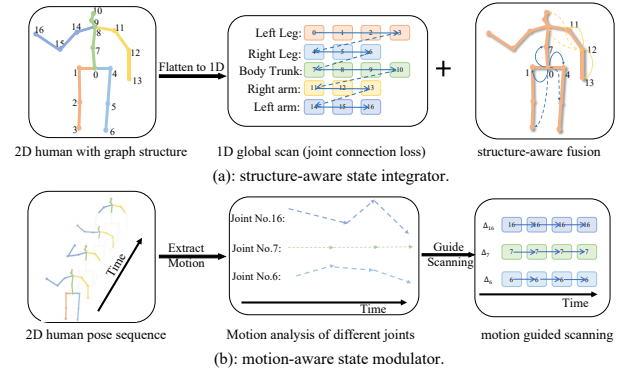 10
16
14
9
11
8
15
12
7
1
0
4
13
2
5
3
6
2D human with graph structure
Flatten to 1D
Left Leg: 0 1 2 3
Right Leg: 4 5 6
Body Trunk: 7 8 9 10
Right arm: 11 12 13
Left arm: 14 15 16
1D global scan (joint connection loss)
+
11
12
7
13
1
0
4
structure-aware fusion
(a): structure-aware state integrator.
Time
2D human pose sequence
Extract
Motion
Joint No.16:
Joint No.7:
Joint No.6:
Time
Motion analysis of different joints
Guide
Scanning
Δ16 16 16 16 16
Δ7 7 7 7 7
Δ6 6 6 6 6
Time
motion guided scanning
(b): motion-aware state modulator.